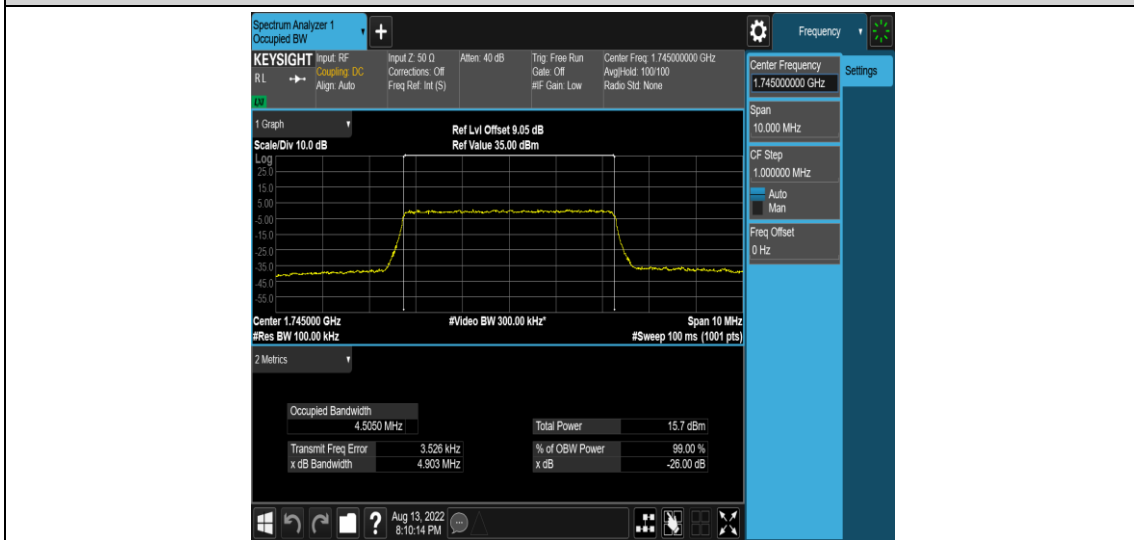 Spectrum Analyzer 1
Occupied BW
+
Frequency
KEYSIGHT
RL
LXI
Input: RF
Coupling: DC
Align: Auto
Input Z: 50 Ω
Corrections: Off
Freq Ref: Int (S)
Atten: 40 dB
Trig: Free Run
Gate: Off
#IF Gain: Low
Center Freq: 1.745000000 GHz
Avg|Hold: 100/100
Radio Std: None
Center Frequency
1.745000000 GHz
Settings
Span
10.000 MHz
CF Step
1.000000 MHz
Auto
Man
Freq Offset
0 Hz
1 Graph
Scale/Div 10.0 dB
Ref Lvl Offset 9.05 dB
Ref Value 35.00 dBm
Log
25.0
15.0
5.00
-5.00
-15.0
-25.0
-35.0
-45.0
-55.0
Center 1.745000 GHz
#Res BW 100.00 kHz
#Video BW 300.00 kHz*
Span 10 MHz
#Sweep 100 ms (1001 pts)
2 Metrics
Occupied Bandwidth
4.5050 MHz
Total Power 15.7 dBm
Transmit Freq Error 3.526 kHz
% of OBW Power 99.00 %
x dB Bandwidth 4.903 MHz
x dB -26.00 dB
?
Aug 13, 2022
8:10:14 PM